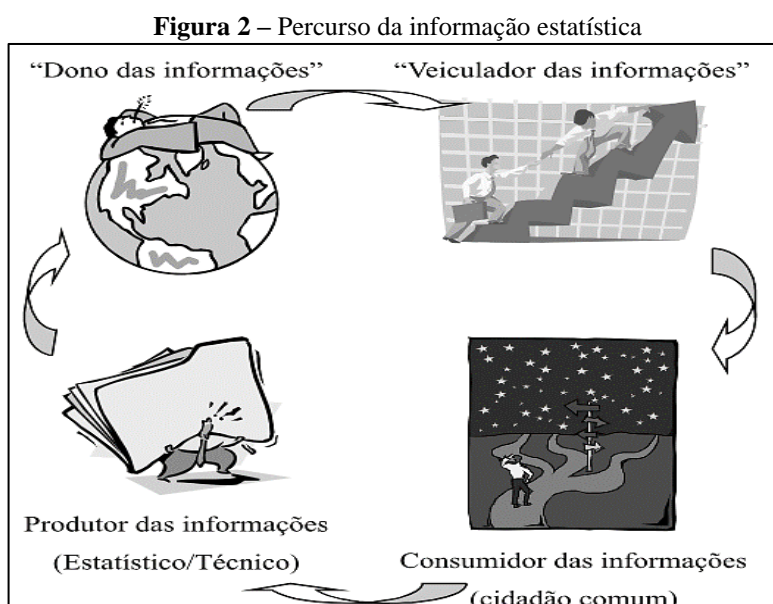 Figura 2 – Percurso da informação estatística
“Dono das informações”
“Veiculador das informações”
Produtor das informações
(Estatístico/Técnico)
Consumidor das informações
(cidadão comum)